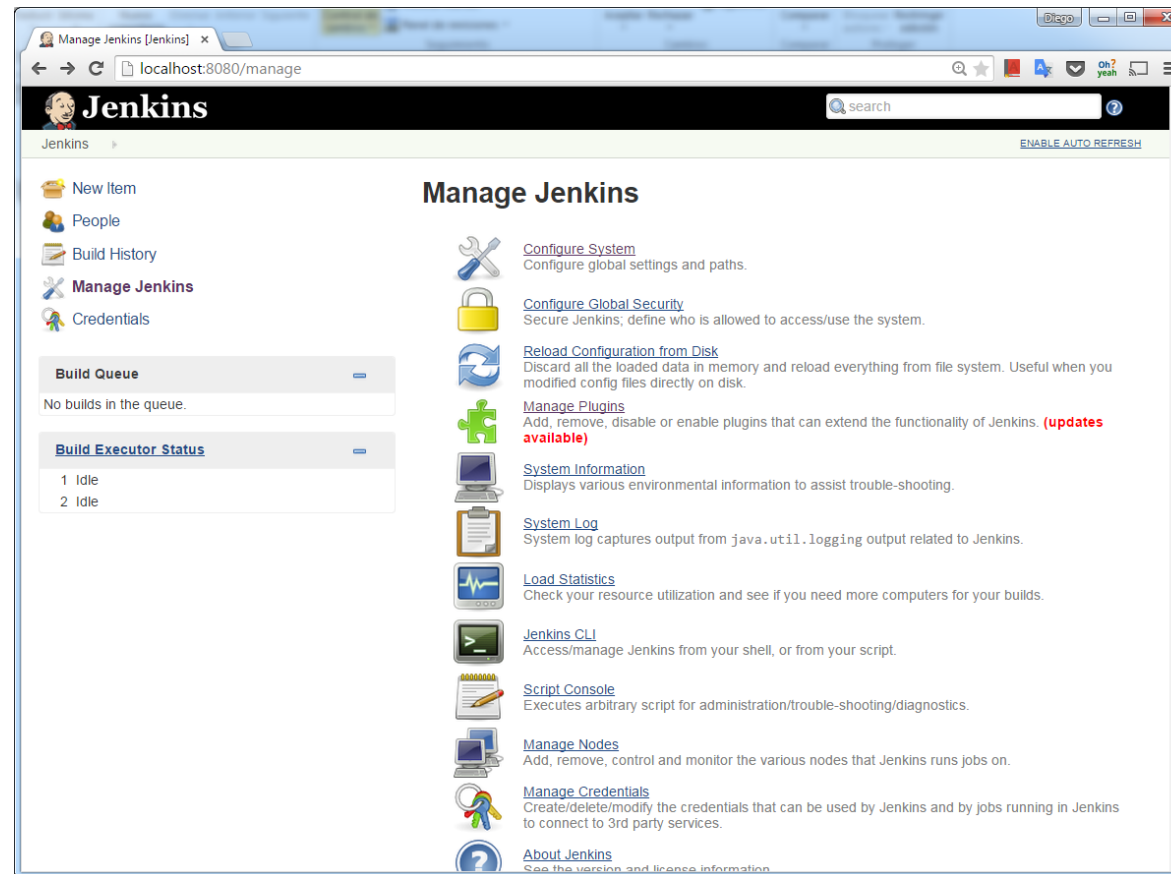 Diego
Manage Jenkins [Jenkins]
localhost:8080/manage
Oh?
yeah
Jenkins
search
Jenkins
ENABLE AUTO REFRESH
New Item
People
Build History
Manage Jenkins
Credentials
Build Queue
No builds in the queue.
Build Executor Status
1 Idle
2 Idle
Manage Jenkins
Configure System
Configure global settings and paths.
Configure Global Security
Secure Jenkins; define who is allowed to access/use the system.
Reload Configuration from Disk
Discard all the loaded data in memory and reload everything from file system. Useful when you
modified config files directly on disk.
Manage Plugins
Add, remove, disable or enable plugins that can extend the functionality of Jenkins. (updates
available)
System Information
Displays various environmental information to assist trouble-shooting.
System Log
System log captures output from java.util.logging output related to Jenkins.
Load Statistics
Check your resource utilization and see if you need more computers for your builds.
Jenkins CLI
Access/manage Jenkins from your shell, or from your script.
Script Console
Executes arbitrary script for administration/trouble-shooting/diagnostics.
Manage Nodes
Add, remove, control and monitor the various nodes that Jenkins runs jobs on.
Manage Credentials
Create/delete/modify the credentials that can be used by Jenkins and by jobs running in Jenkins
to connect to 3rd party services.
About Jenkins
See the version and license information.